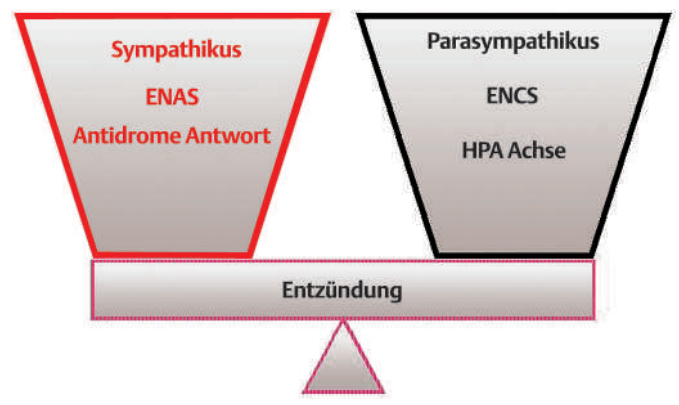 Sympathikus
ENAS
Antidrome Antwort
Parasympathikus
ENCS
HPA Achse
Entzündung